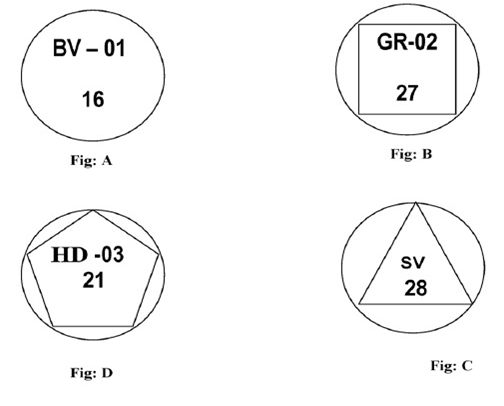 BV – 01
16
Fig: A
GR-02
27
Fig: B
HD -03
21
Fig: D
SV
28
Fig: C